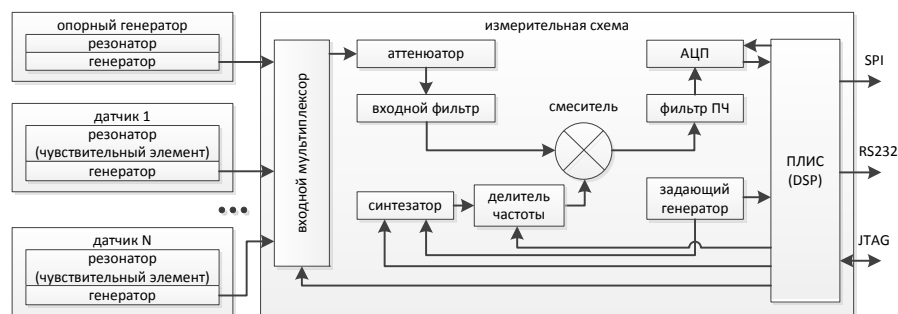 опорный генератор
резонатор
генератор
датчик 1
резонатор
(чувствительный элемент)
генератор
•••
датчик N
резонатор
(чувствительный элемент)
генератор
измерительная схема
входной мультиплексор
аттенюатор
входной фильтр
смеситель
АЦП
фильтр ПЧ
синтезатор
делитель
частоты
задающий
генератор
ПЛИС
(DSP)
SPI
RS232
JTAG